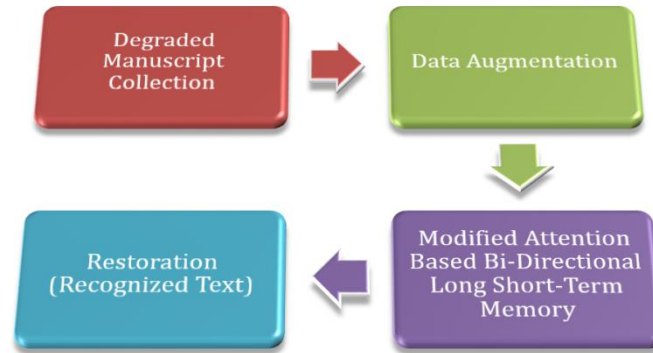 Degraded
Manuscript
Collection
Data Augmentation
Modified Attention
Based Bi-Directional
Long Short-Term
Memory
Restoration
(Recognized Text)